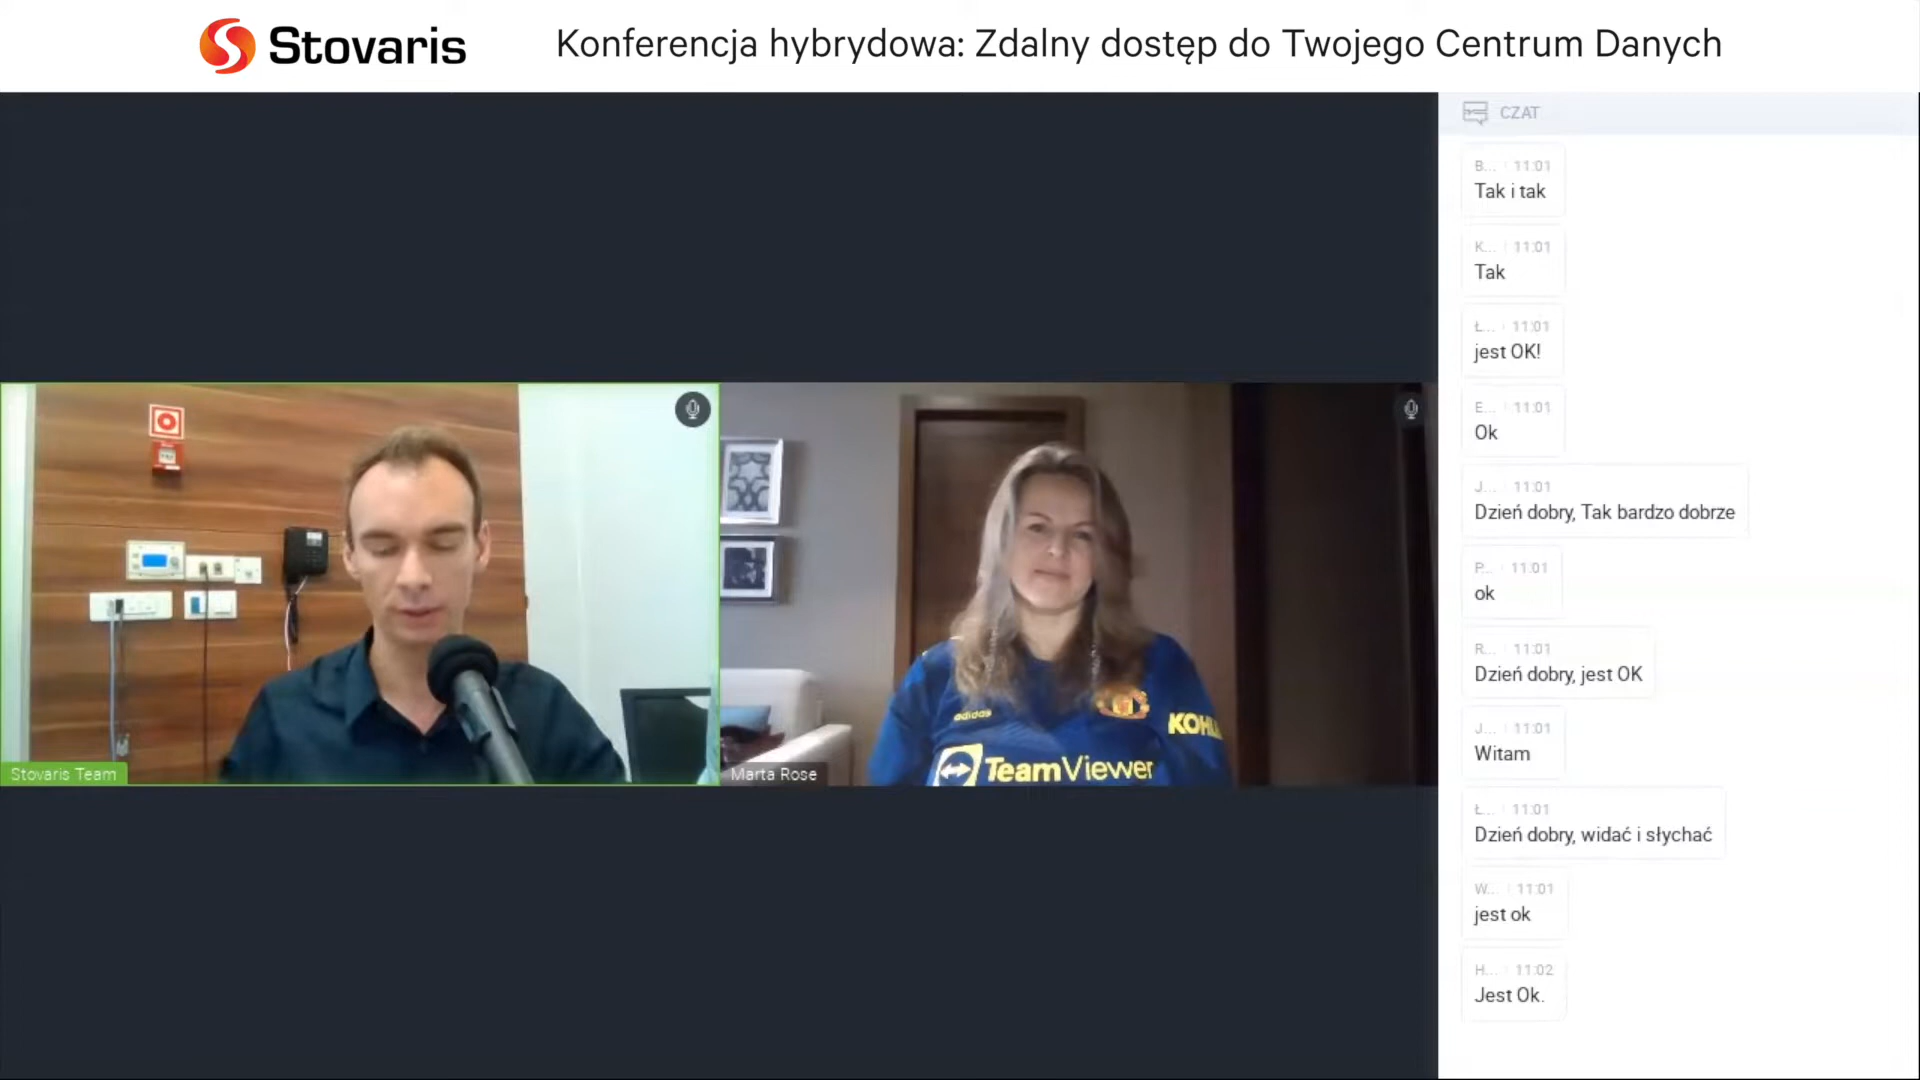 Stovaris
Konferencja hybrydowa: Zdalny dostęp do Twojego Centrum Danych
CZAT
B... 11:01
Tak i tak
K... 11:01
Tak
Ł... 11:01
jest OK!
E... 11:01
Ok
J... 11:01
Dzień dobry, Tak bardzo dobrze
P... 11:01
ok
R... 11:01
Dzień dobry, jest OK
J... 11:01
Witam
Ł... 11:01
Dzień dobry, widać i słychać
W... 11:01
jest ok
H... 11:02
Jest Ok.
Stovaris Team
Marta Rose
adidas
TeamViewer